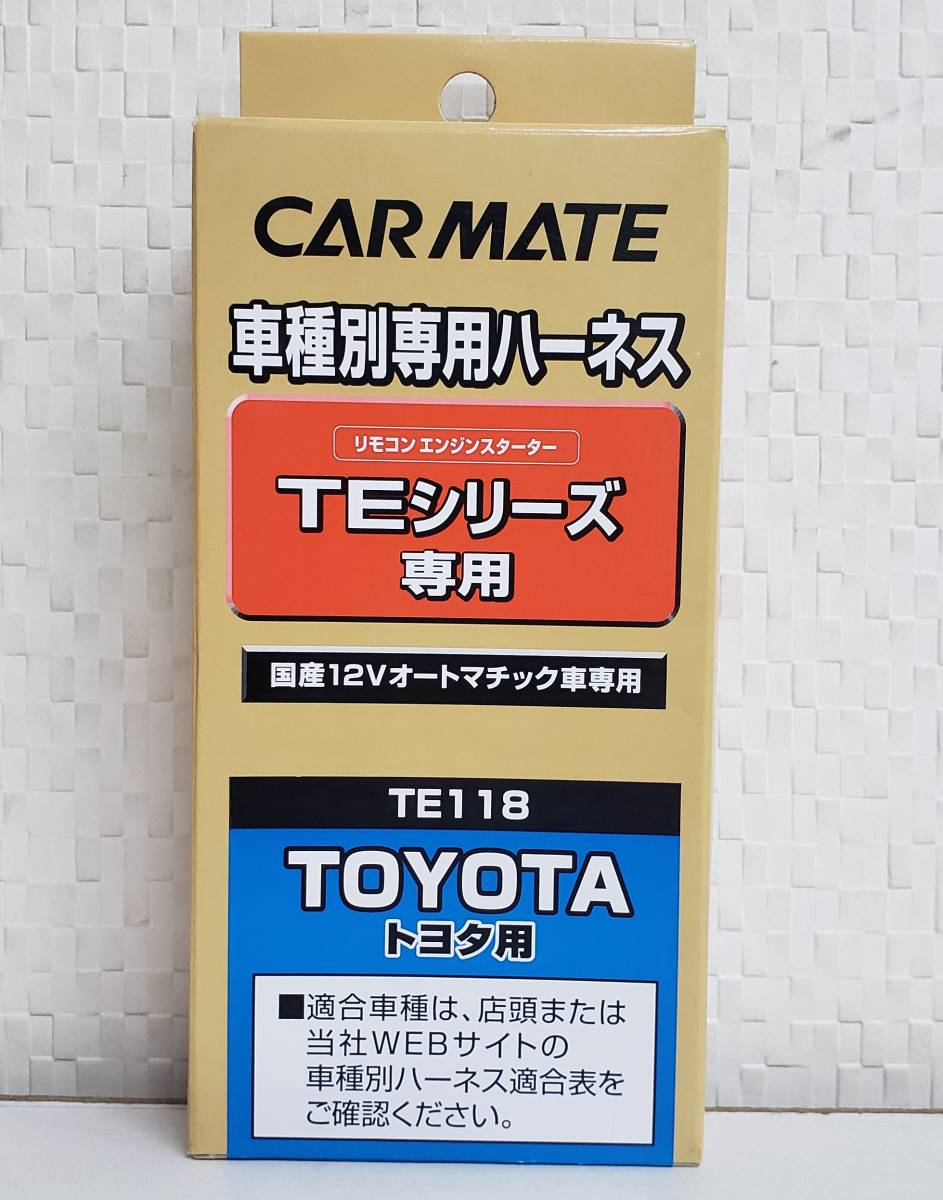 CAR MATE
車種別専用ハーネス
リモコン エンジンスターター
TEシリーズ
専用
国産12Vオートマチック車専用
TE118
TOYOTA
トヨタ用
■適合車種は、店頭または
当社WEBサイトの
車種別ハーネス適合表を
ご確認ください。